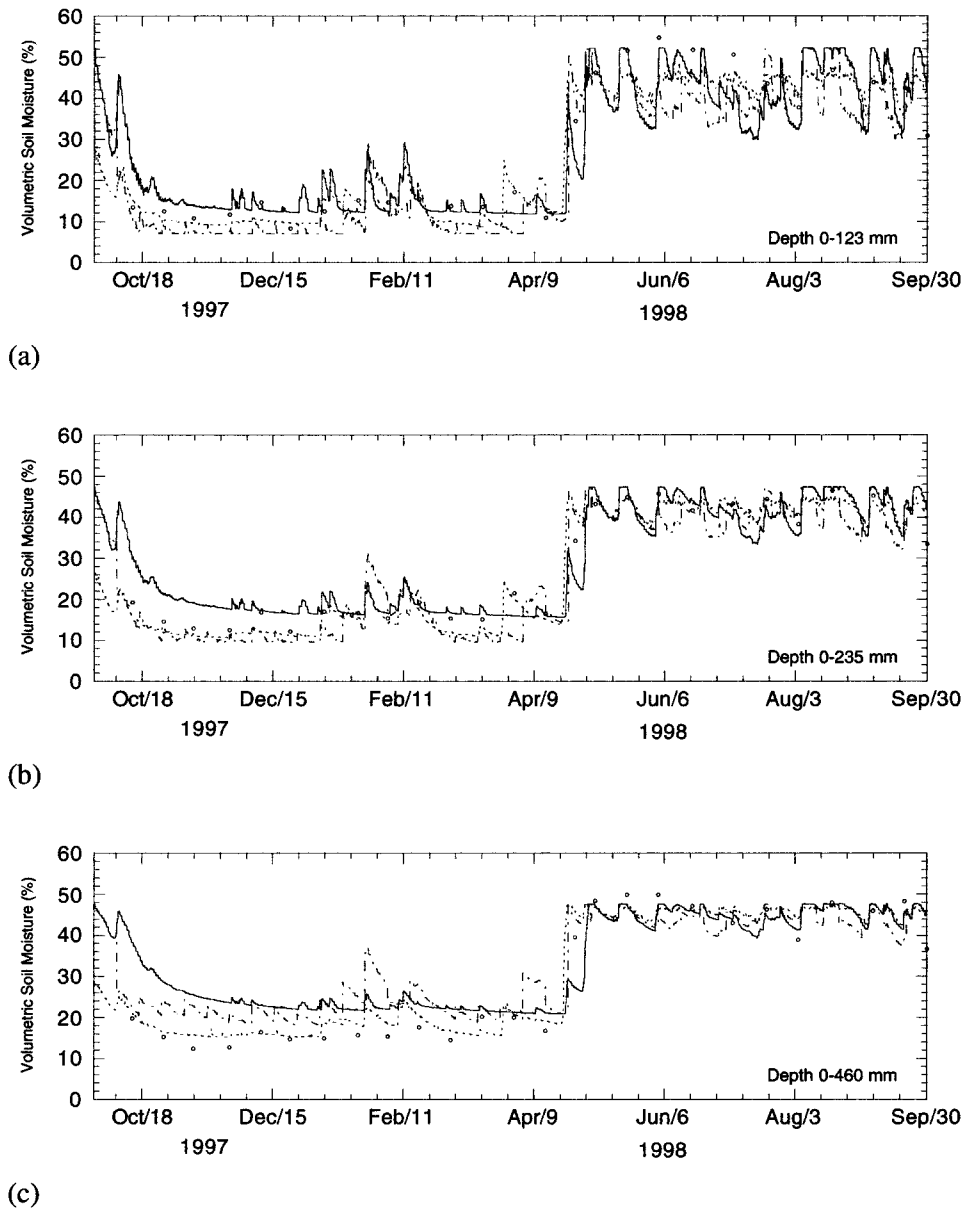 60
50
40
30
20
10
0
Volumetric Soil Moisture (%)
Depth 0-123 mm
Oct/18 Dec/15 Feb/11 Apr/9 Jun/6 Aug/3 Sep/30
1997 1998
(a)
60
50
40
30
20
10
0
Volumetric Soil Moisture (%)
Depth 0-235 mm
Oct/18 Dec/15 Feb/11 Apr/9 Jun/6 Aug/3 Sep/30
1997 1998
(b)
60
50
40
30
20
10
0
Volumetric Soil Moisture (%)
Depth 0-460 mm
Oct/18 Dec/15 Feb/11 Apr/9 Jun/6 Aug/3 Sep/30
1997 1998
(c)